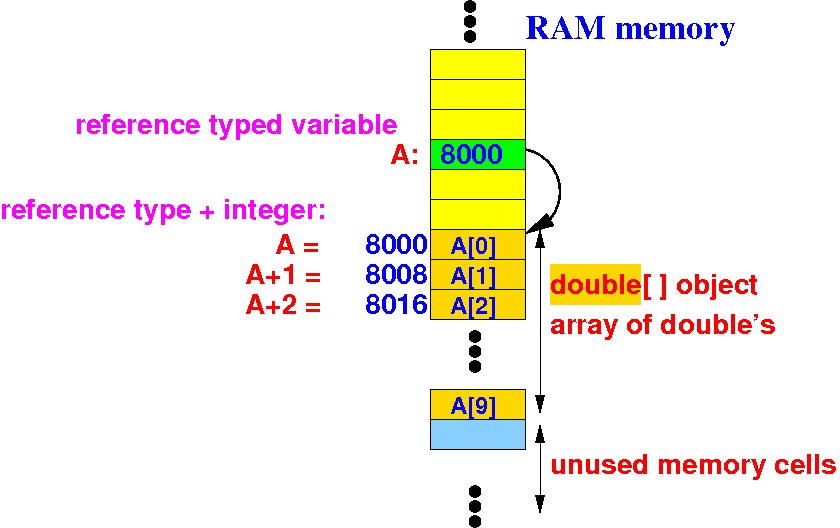 RAM memory
reference typed variable
A: 8000
reference type + integer:
A = 8000 A[0]
A+1 = 8008 A[1]
A+2 = 8016 A[2]
double[ ] object
array of double's
A[9]
unused memory cells